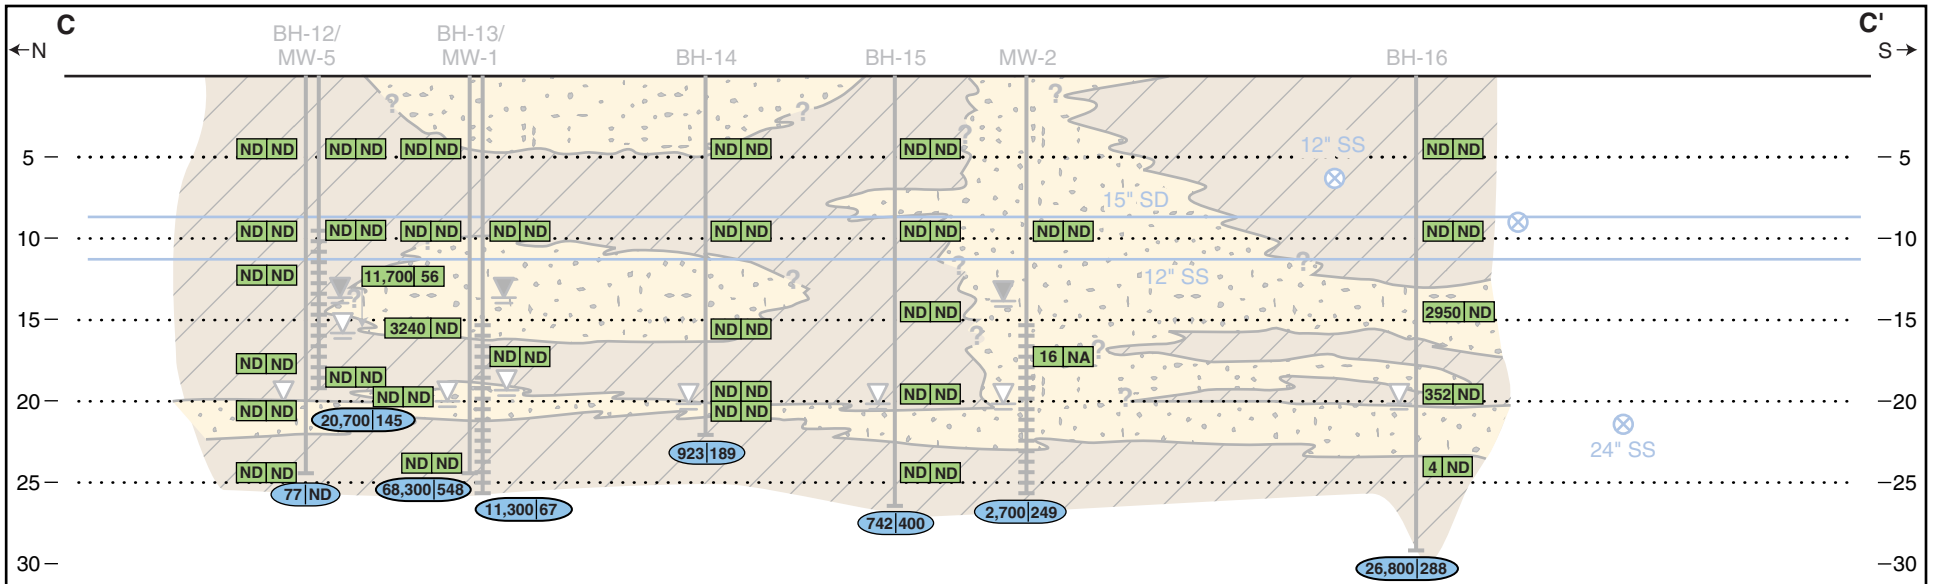 C
C'
←N
S→
BH-12/
MW-5
BH-13/
MW-1
BH-14
BH-15
MW-2
BH-16
? ? ? ?
12" SS
ND ND
ND ND
ND ND
ND ND
ND ND
ND ND
5
5
15" SD
ND ND
ND ND
ND ND
ND ND
ND ND
ND ND
ND ND
ND ND
10
10
12" SS
? ? ? ?
ND ND
11,700 56
ND ND
2950 ND
15
15
3240 ND
ND ND
? ?
ND ND
ND ND
16 NA
ND ND
ND ND
ND ND
ND ND
352 ND
?
20
20
ND ND
ND ND
20,700 145
24" SS
923 189
ND ND
ND ND
ND ND
4 ND
25
25
77 ND
68,300 548
11,300 67
742 400
2,700 249
30
30
26,800 288